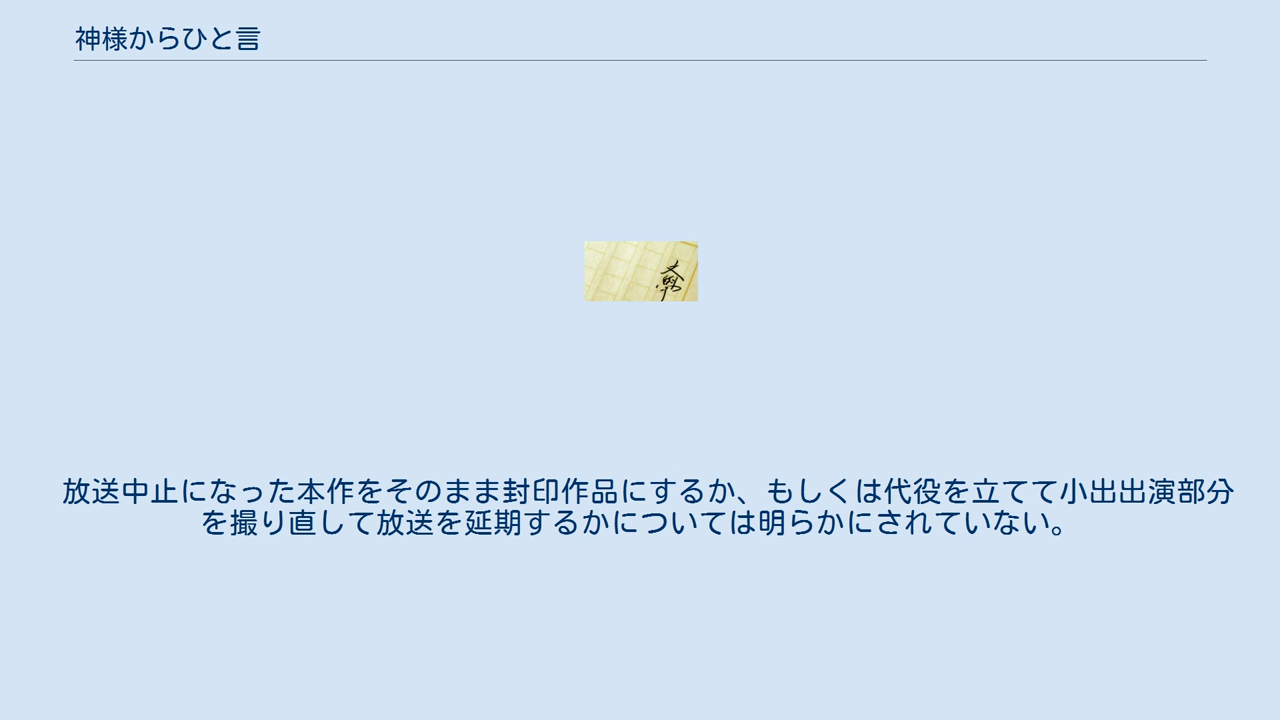 神様からひと言
放送中止になった本作をそのまま封印作品にするか、もしくは代役を立てて小出出演部分
を撮り直して放送を延期するかについては明らかにされていない。